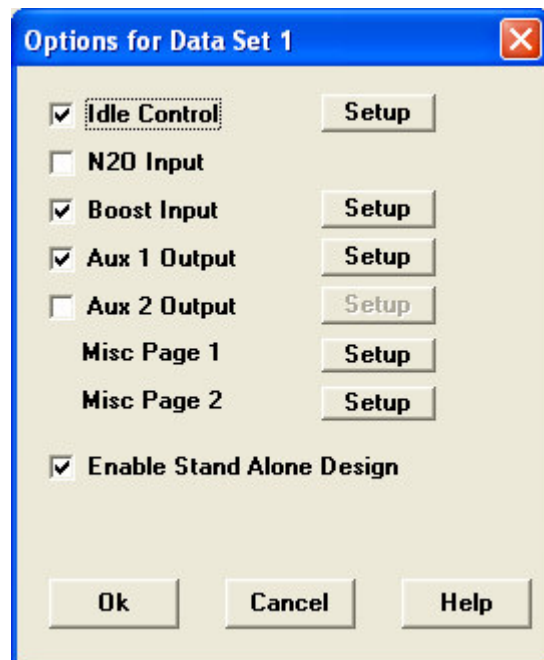 Options for Data Set 1
Idle Control Setup
N20 Input
Boost Input Setup
Aux 1 Output Setup
Aux 2 Output Setup
Misc Page 1 Setup
Misc Page 2 Setup
Enable Stand Alone Design
Ok Cancel Help